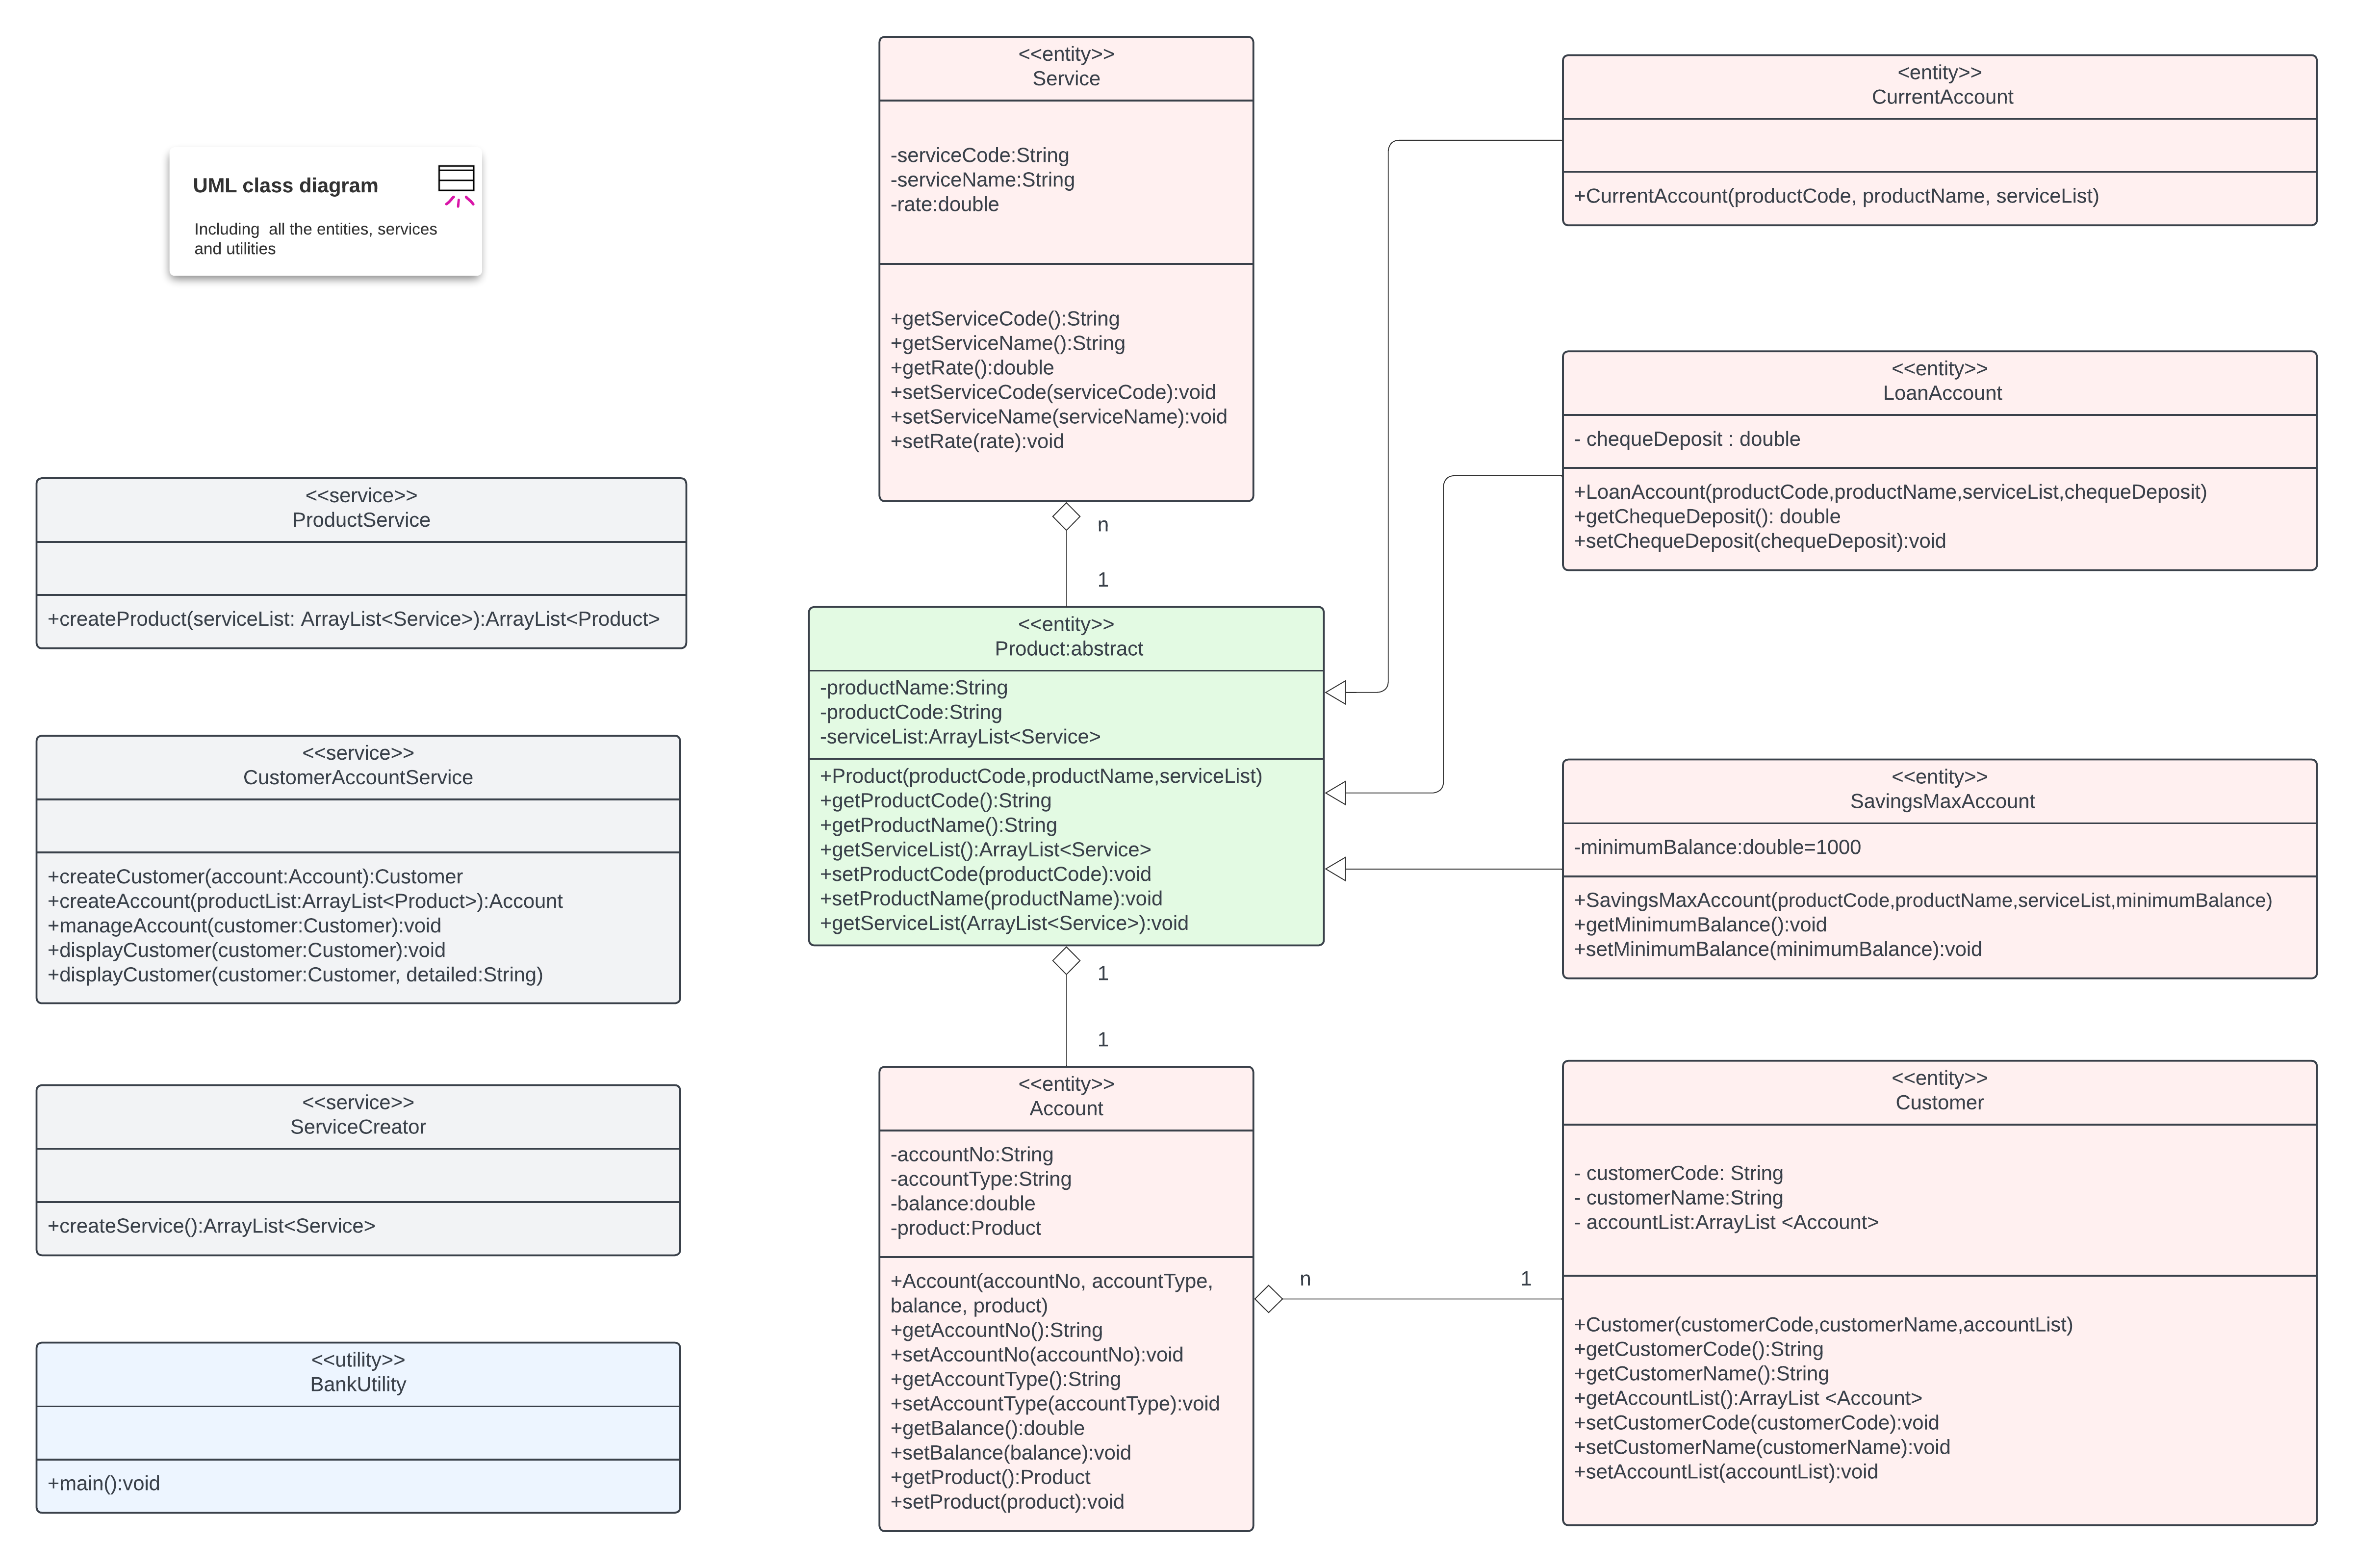 UML class diagram
Including  all the entities, services
and utilities
<<service>>
ProductService
+createProduct(serviceList: ArrayList<Service>):ArrayList<Product>
<<service>>
CustomerAccountService
+createCustomer(account:Account):Customer
+createAccount(productList:ArrayList<Product>):Account
+manageAccount(customer:Customer):void
+displayCustomer(customer:Customer):void
+displayCustomer(customer:Customer, detailed:String)
<<service>>
ServiceCreator
+createService():ArrayList<Service>
<<utility>>
BankUtility
+main():void
<<entity>>
Service
-serviceCode:String
-serviceName:String
-rate:double
+getServiceCode():String
+getServiceName():String
+getRate():double
+setServiceCode(serviceCode):void
+setServiceName(serviceName):void
+setRate(rate):void
n
1
<<entity>>
Product:abstract
-productName:String
-productCode:String
-serviceList:ArrayList<Service>
+Product(productCode,productName,serviceList)
+getProductCode():String
+getProductName():String
+getServiceList():ArrayList<Service>
+setProductCode(productCode):void
+setProductName(productName):void
+getServiceList(ArrayList<Service>):void
1
1
<<entity>>
Account
-accountNo:String
-accountType:String
-balance:double
-product:Product
+Account(accountNo, accountType,
balance, product)
+getAccountNo():String
+setAccountNo(accountNo):void
+getAccountType():String
+setAccountType(accountType):void
+getBalance():double
+setBalance(balance):void
+getProduct():Product
+setProduct(product):void
n
1
<entity>>
CurrentAccount
+CurrentAccount(productCode, productName, serviceList)
<<entity>>
LoanAccount
- chequeDeposit : double
+LoanAccount(productCode,productName,serviceList,chequeDeposit)
+getChequeDeposit(): double
+setChequeDeposit(chequeDeposit):void
<<entity>>
SavingsMaxAccount
-minimumBalance:double=1000
+SavingsMaxAccount(productCode,productName,serviceList,minimumBalance)
+getMinimumBalance():void
+setMinimumBalance(minimumBalance):void
<<entity>>
Customer
- customerCode: String
- customerName:String
- accountList:ArrayList <Account>
+Customer(customerCode,customerName,accountList)
+getCustomerCode():String
+getCustomerName():String
+getAccountList():ArrayList <Account>
+setCustomerCode(customerCode):void
+setCustomerName(customerName):void
+setAccountList(accountList):void